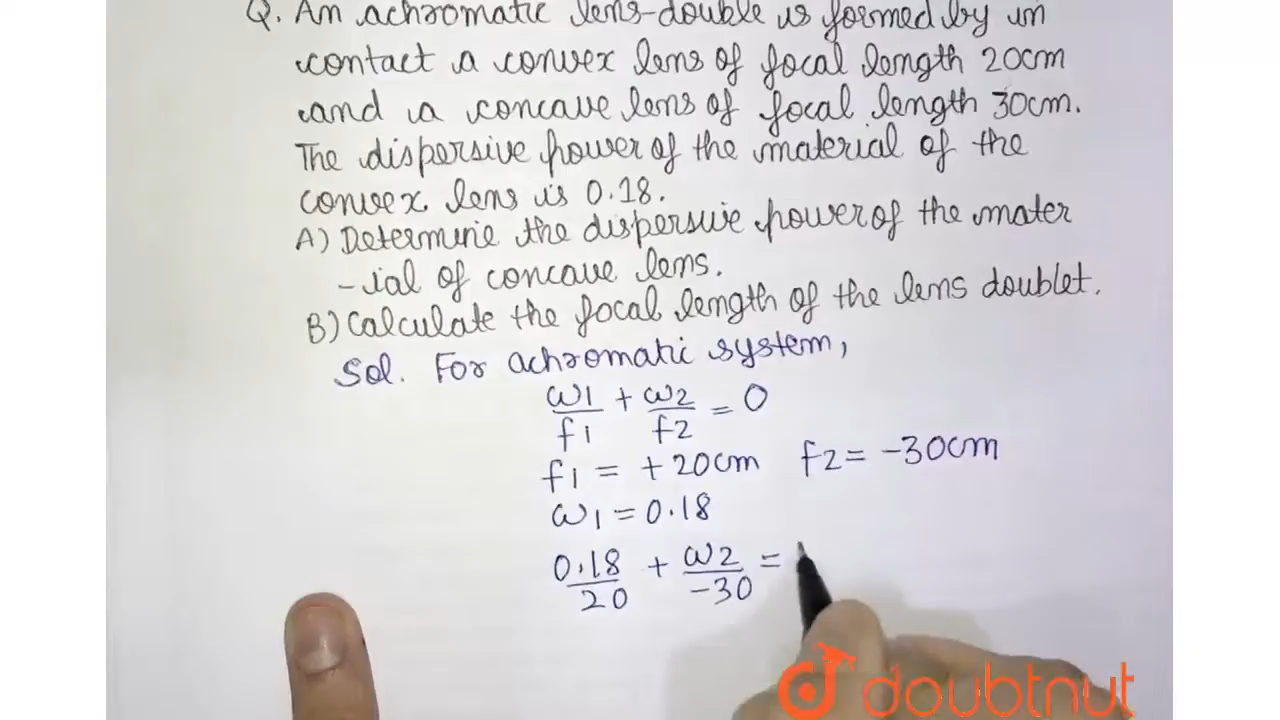 Q. An achromatic lens-double is formed by in
contact a convex lens of focal length 20cm
and a concave lens of focal length 30cm.
The dispersive power of the material of the
convex lens is 0.18.
A) Determine the dispersive power of the mater
-ial of concave lens.
B) Calculate the focal length of the lens doublet.
Sol. For achromatic system,
ω1/f1 + ω2/f2 = 0
f1 = +20cm f2 = -30cm
ω1 = 0.18
0.18/20 + ω2/-30 =
doubtnut